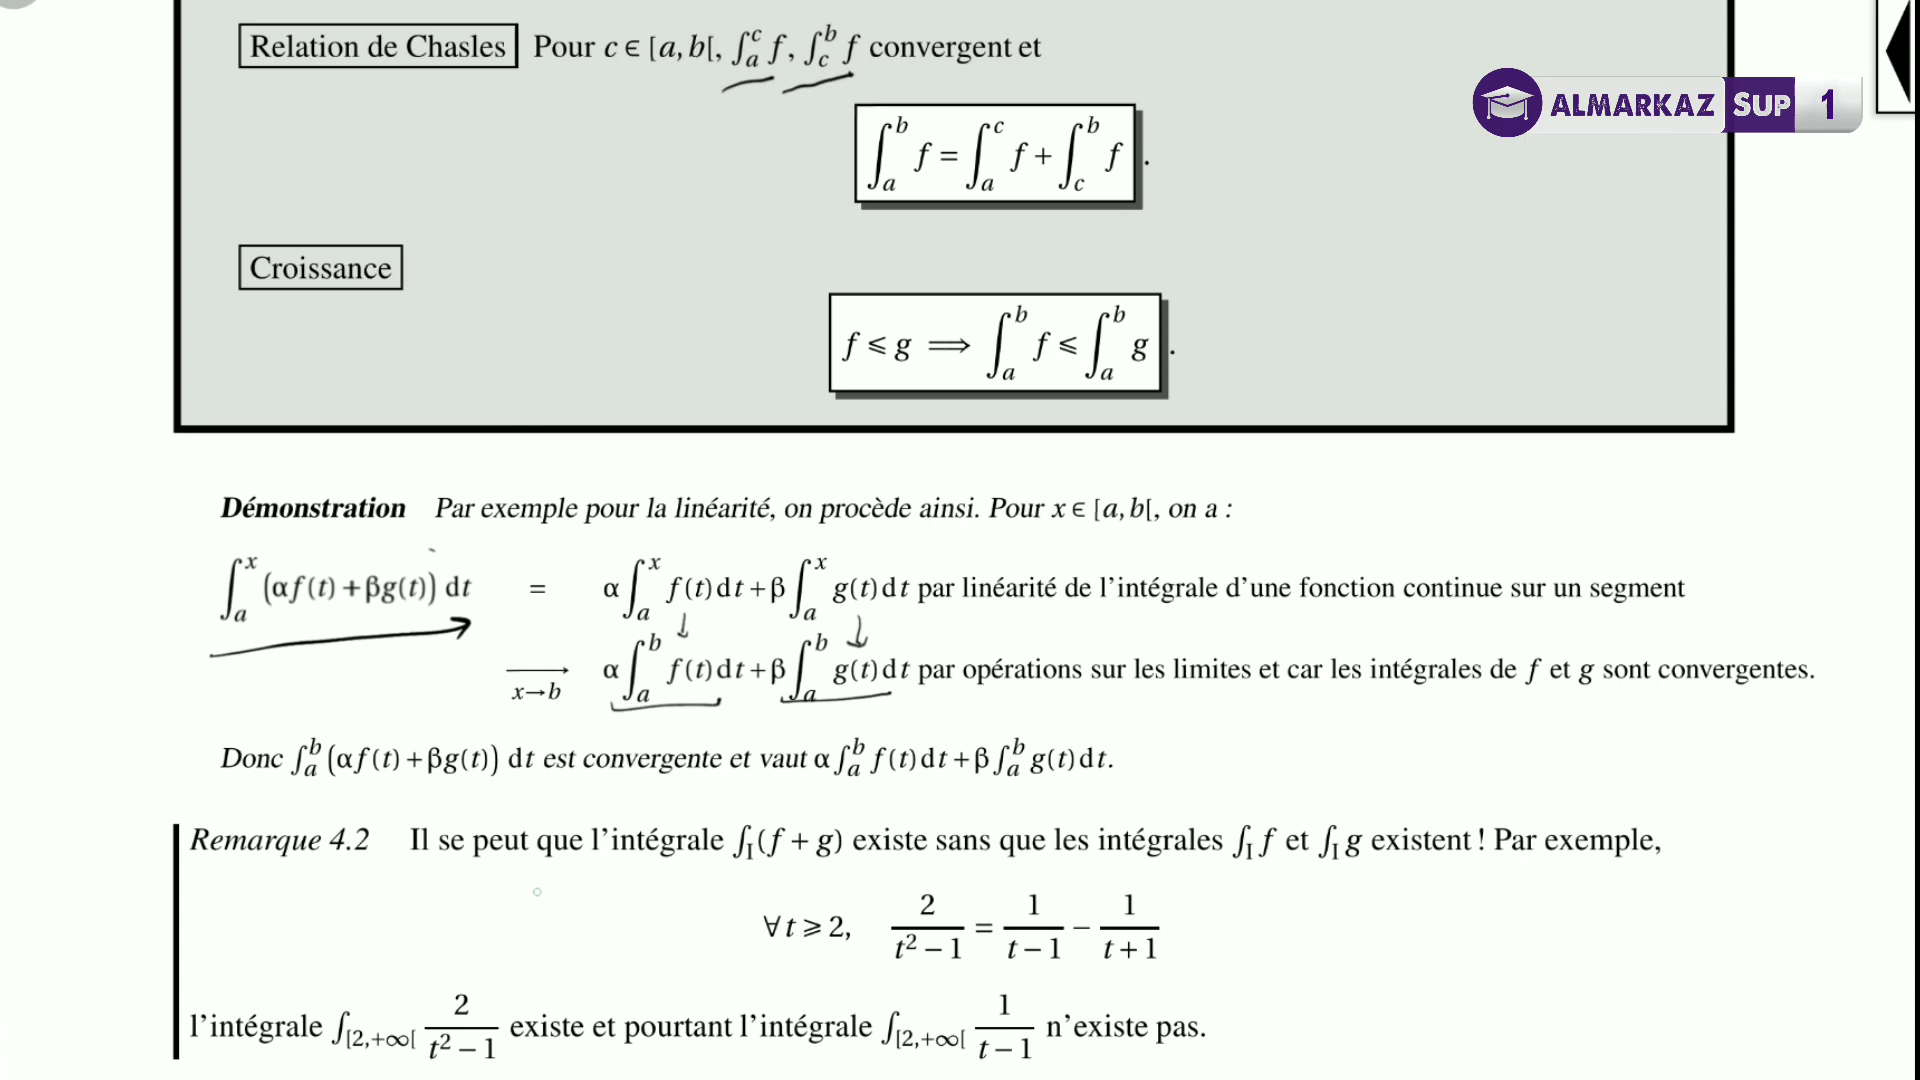 Relation de Chasles Pour c ∈ [a, b[, ∫_a^c f, ∫_c^b f convergent et
ALMARKAZ SUP 1
∫_a^b f = ∫_a^c f + ∫_c^b f .
Croissance
f ⩽ g ⟹ ∫_a^b f ⩽ ∫_a^b g .
Démonstration Par exemple pour la linéarité, on procède ainsi. Pour x ∈ [a, b[, on a :
∫_a^x (αf(t) + βg(t)) dt = α∫_a^x f(t) dt + β∫_a^x g(t) dt par linéarité de l'intégrale d'une fonction continue sur un segment
⟶_{x→b} α∫_a^b f(t) dt + β∫_a^b g(t) dt par opérations sur les limites et car les intégrales de f et g sont convergentes.
Donc ∫_a^b (αf(t) + βg(t)) dt est convergente et vaut α∫_a^b f(t) dt + β∫_a^b g(t) dt.
Remarque 4.2 Il se peut que l'intégrale ∫_I (f + g) existe sans que les intégrales ∫_I f et ∫_I g existent ! Par exemple,
∀ t ⩾ 2, 2/(t² − 1) = 1/(t − 1) − 1/(t + 1)
l'intégrale ∫_[2,+∞[ 2/(t² − 1) existe et pourtant l'intégrale ∫_[2,+∞[ 1/(t − 1) n'existe pas.